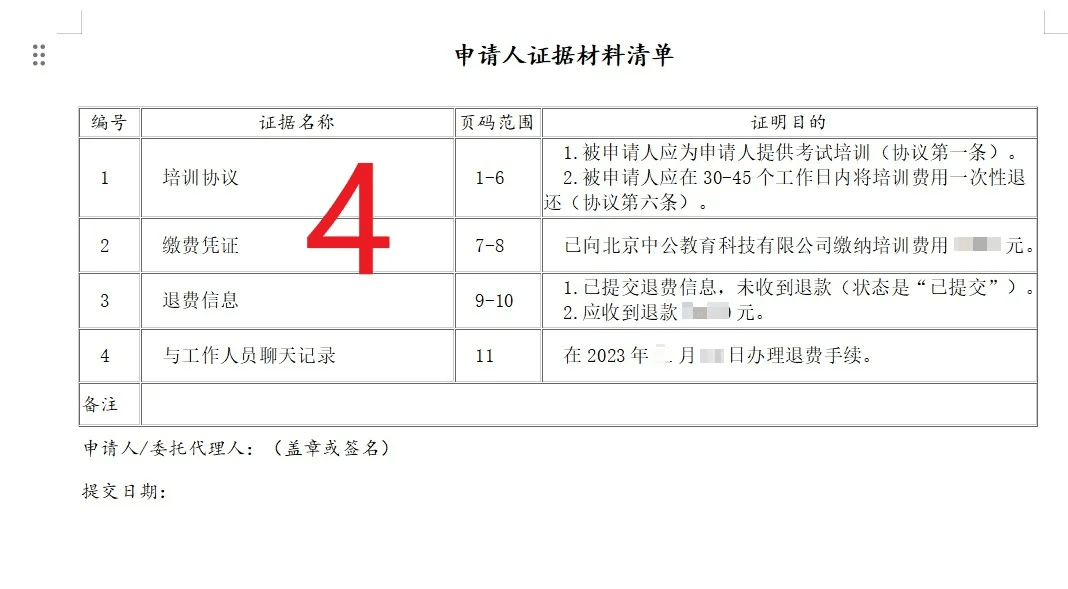 申请人证据材料清单
编号 证据名称 页码范围 证明目的
1 培训协议 1-6 1.被申请人应为申请人提供考试培训（协议第一条）。
2.被申请人应在 30-45 个工作日内将培训费用一次性退
还（协议第六条）。
4
2 缴费凭证 7-8 已向北京中公教育科技有限公司缴纳培训费用 元。
3 退费信息 9-10 1.已提交退费信息，未收到退款（状态是“已提交”）。
2.应收到退款 元。
4 与工作人员聊天记录 11 在 2023 年 月 日办理退费手续。
备注
申请人/委托代理人：（盖章或签名）
提交日期：